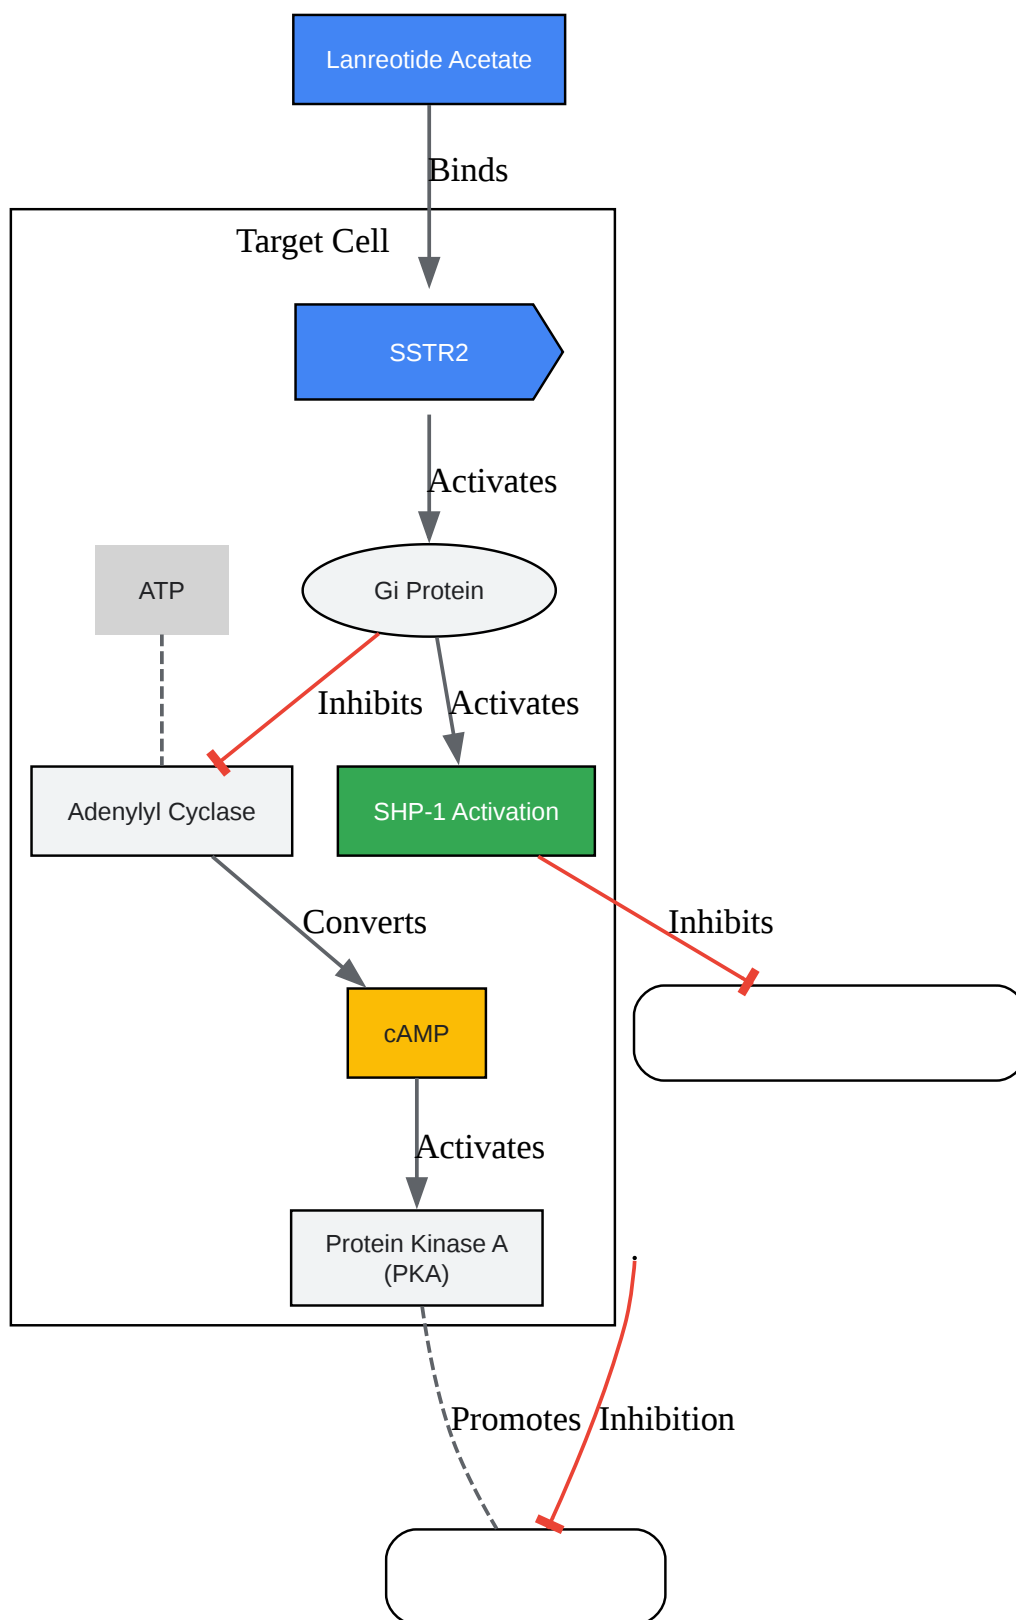 Lanreotide Acetate
Binds
Target Cell
SSTR2
Activates
ATP
Gi Protein
Inhibits
Activates
Adenylyl Cyclase
SHP-1 Activation
Converts
Inhibits
cAMP
Activates
Protein Kinase A
(PKA)
Promotes
Inhibition